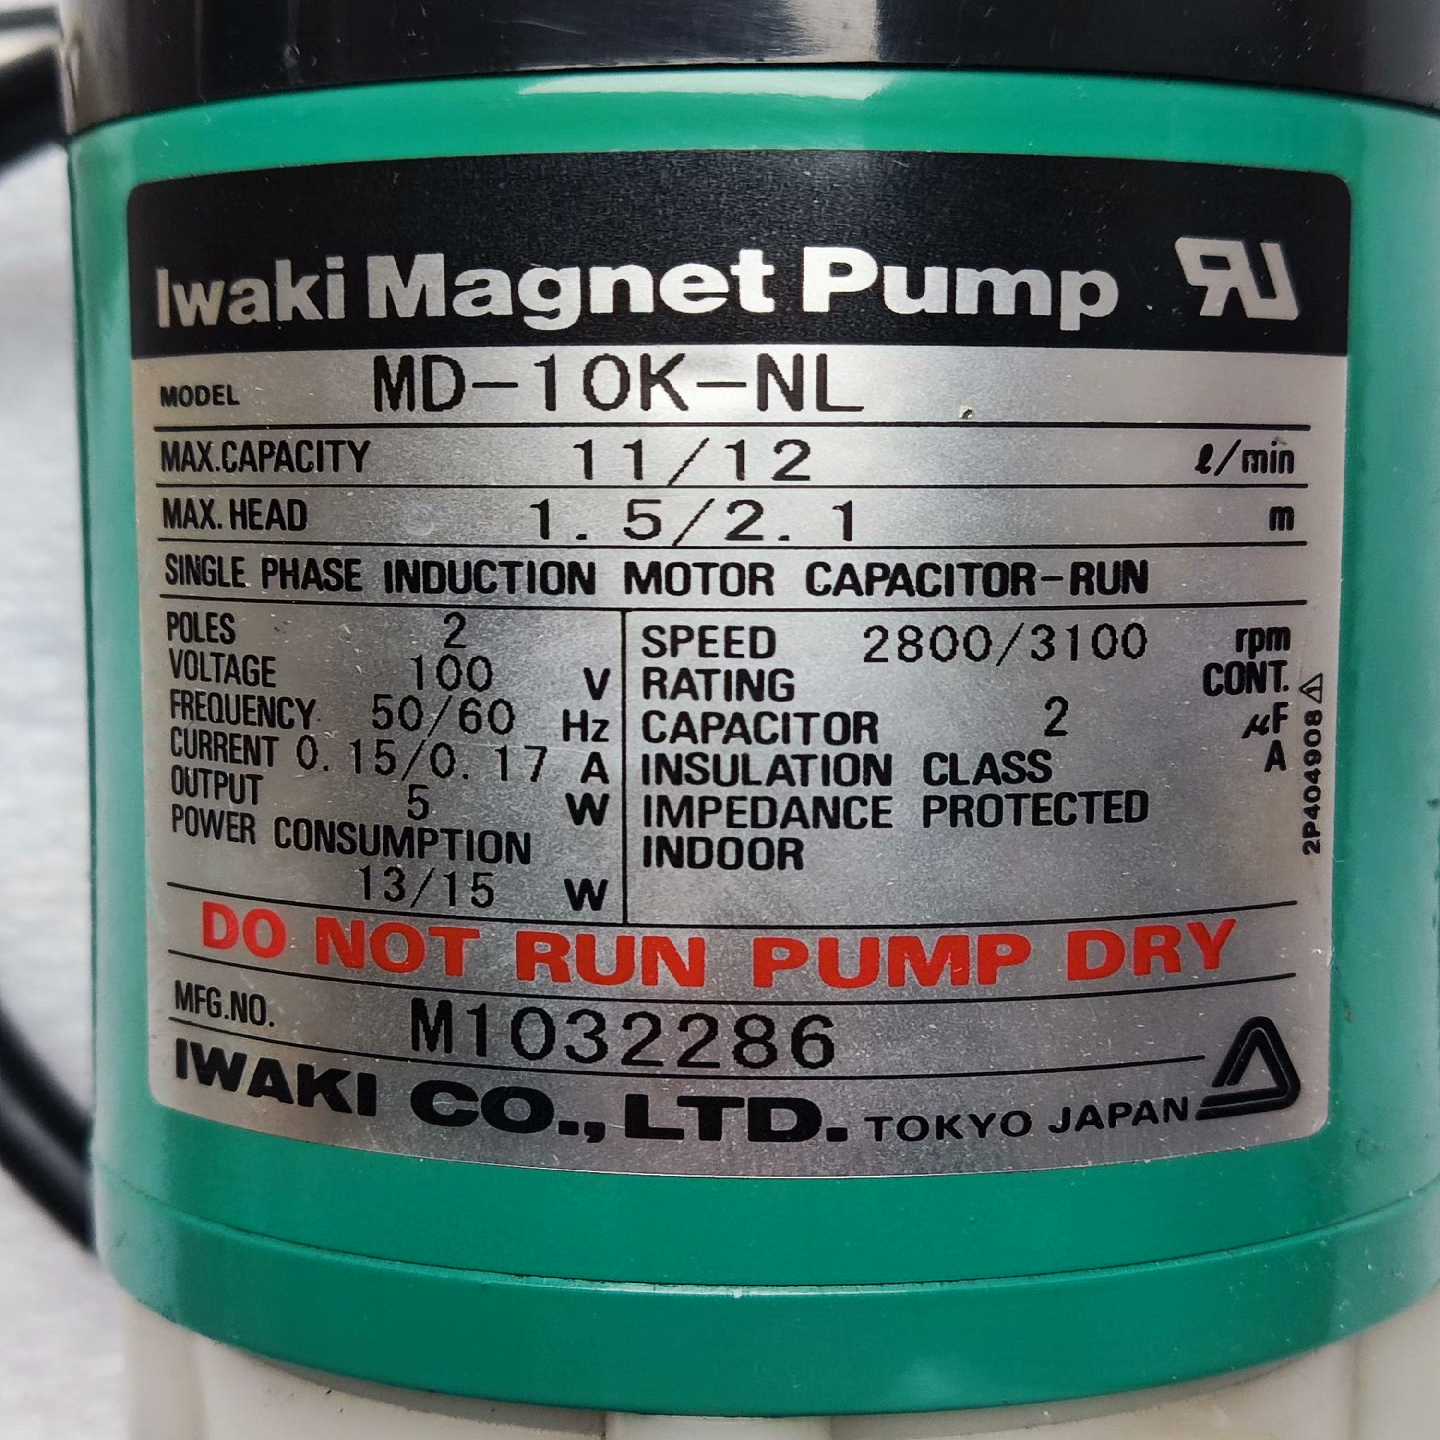 Iwaki Magnet Pump RU
MODEL MD-10K-NL
MAX.CAPACITY 11/12 ℓ/min
MAX. HEAD 1.5/2.1 m
SINGLE PHASE INDUCTION MOTOR CAPACITOR-RUN
POLES 2
VOLTAGE 100 V
FREQUENCY 50/60 Hz
CURRENT 0.15/0.17 A
OUTPUT 5 W
POWER CONSUMPTION
13/15 W
SPEED 2800/3100 rpm
RATING CONT.
CAPACITOR 2 μF
INSULATION CLASS A
IMPEDANCE PROTECTED
INDOOR
2P404908
DO NOT RUN PUMP DRY
MFG.NO. M1032286
IWAKI CO., LTD. TOKYO JAPAN